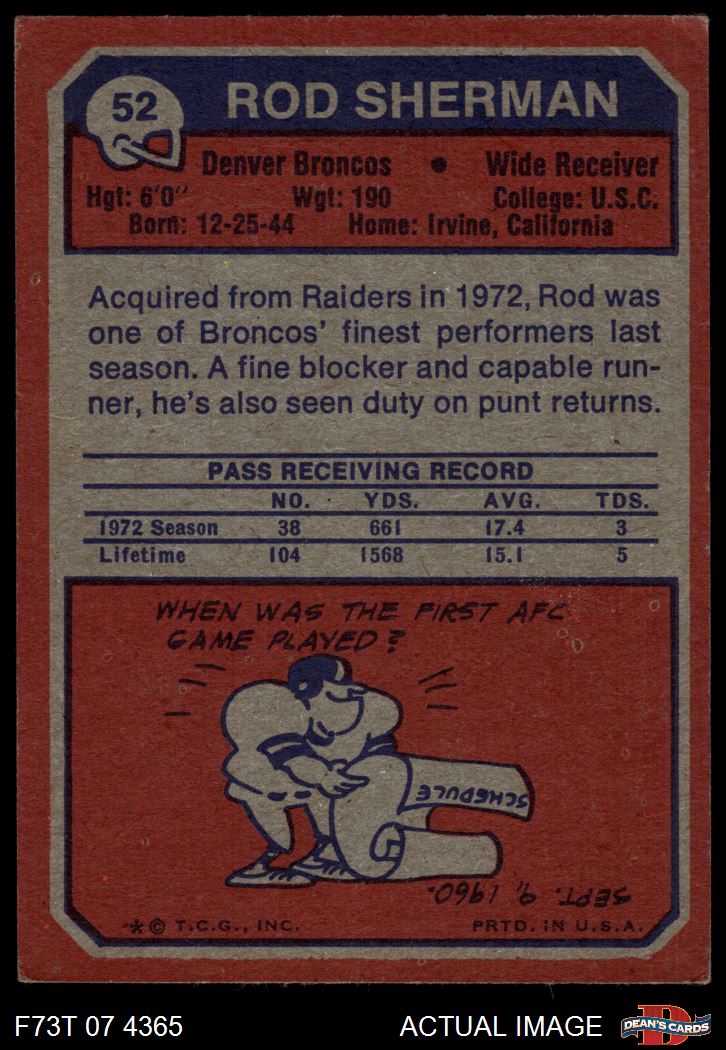 52
ROD SHERMAN
Denver Broncos • Wide Receiver
Hgt: 6'0" Wgt: 190 College: U.S.C.
Born: 12-25-44 Home: Irvine, California
Acquired from Raiders in 1972, Rod was
one of Broncos' finest performers last
season. A fine blocker and capable run-
ner, he's also seen duty on punt returns.
PASS RECEIVING RECORD
NO. YDS. AVG. TDS.
1972 Season 38 661 17.4 3
Lifetime 104 1568 15.1 5
WHEN WAS THE FIRST AFC
GAME PLAYED?
SCHEDULE
SEPT. 9, 1960.
*© T.C.G., INC. PRTD. IN U.S.A.
F73T 07 4365 ACTUAL IMAGE
D
DEAN'S CARDS